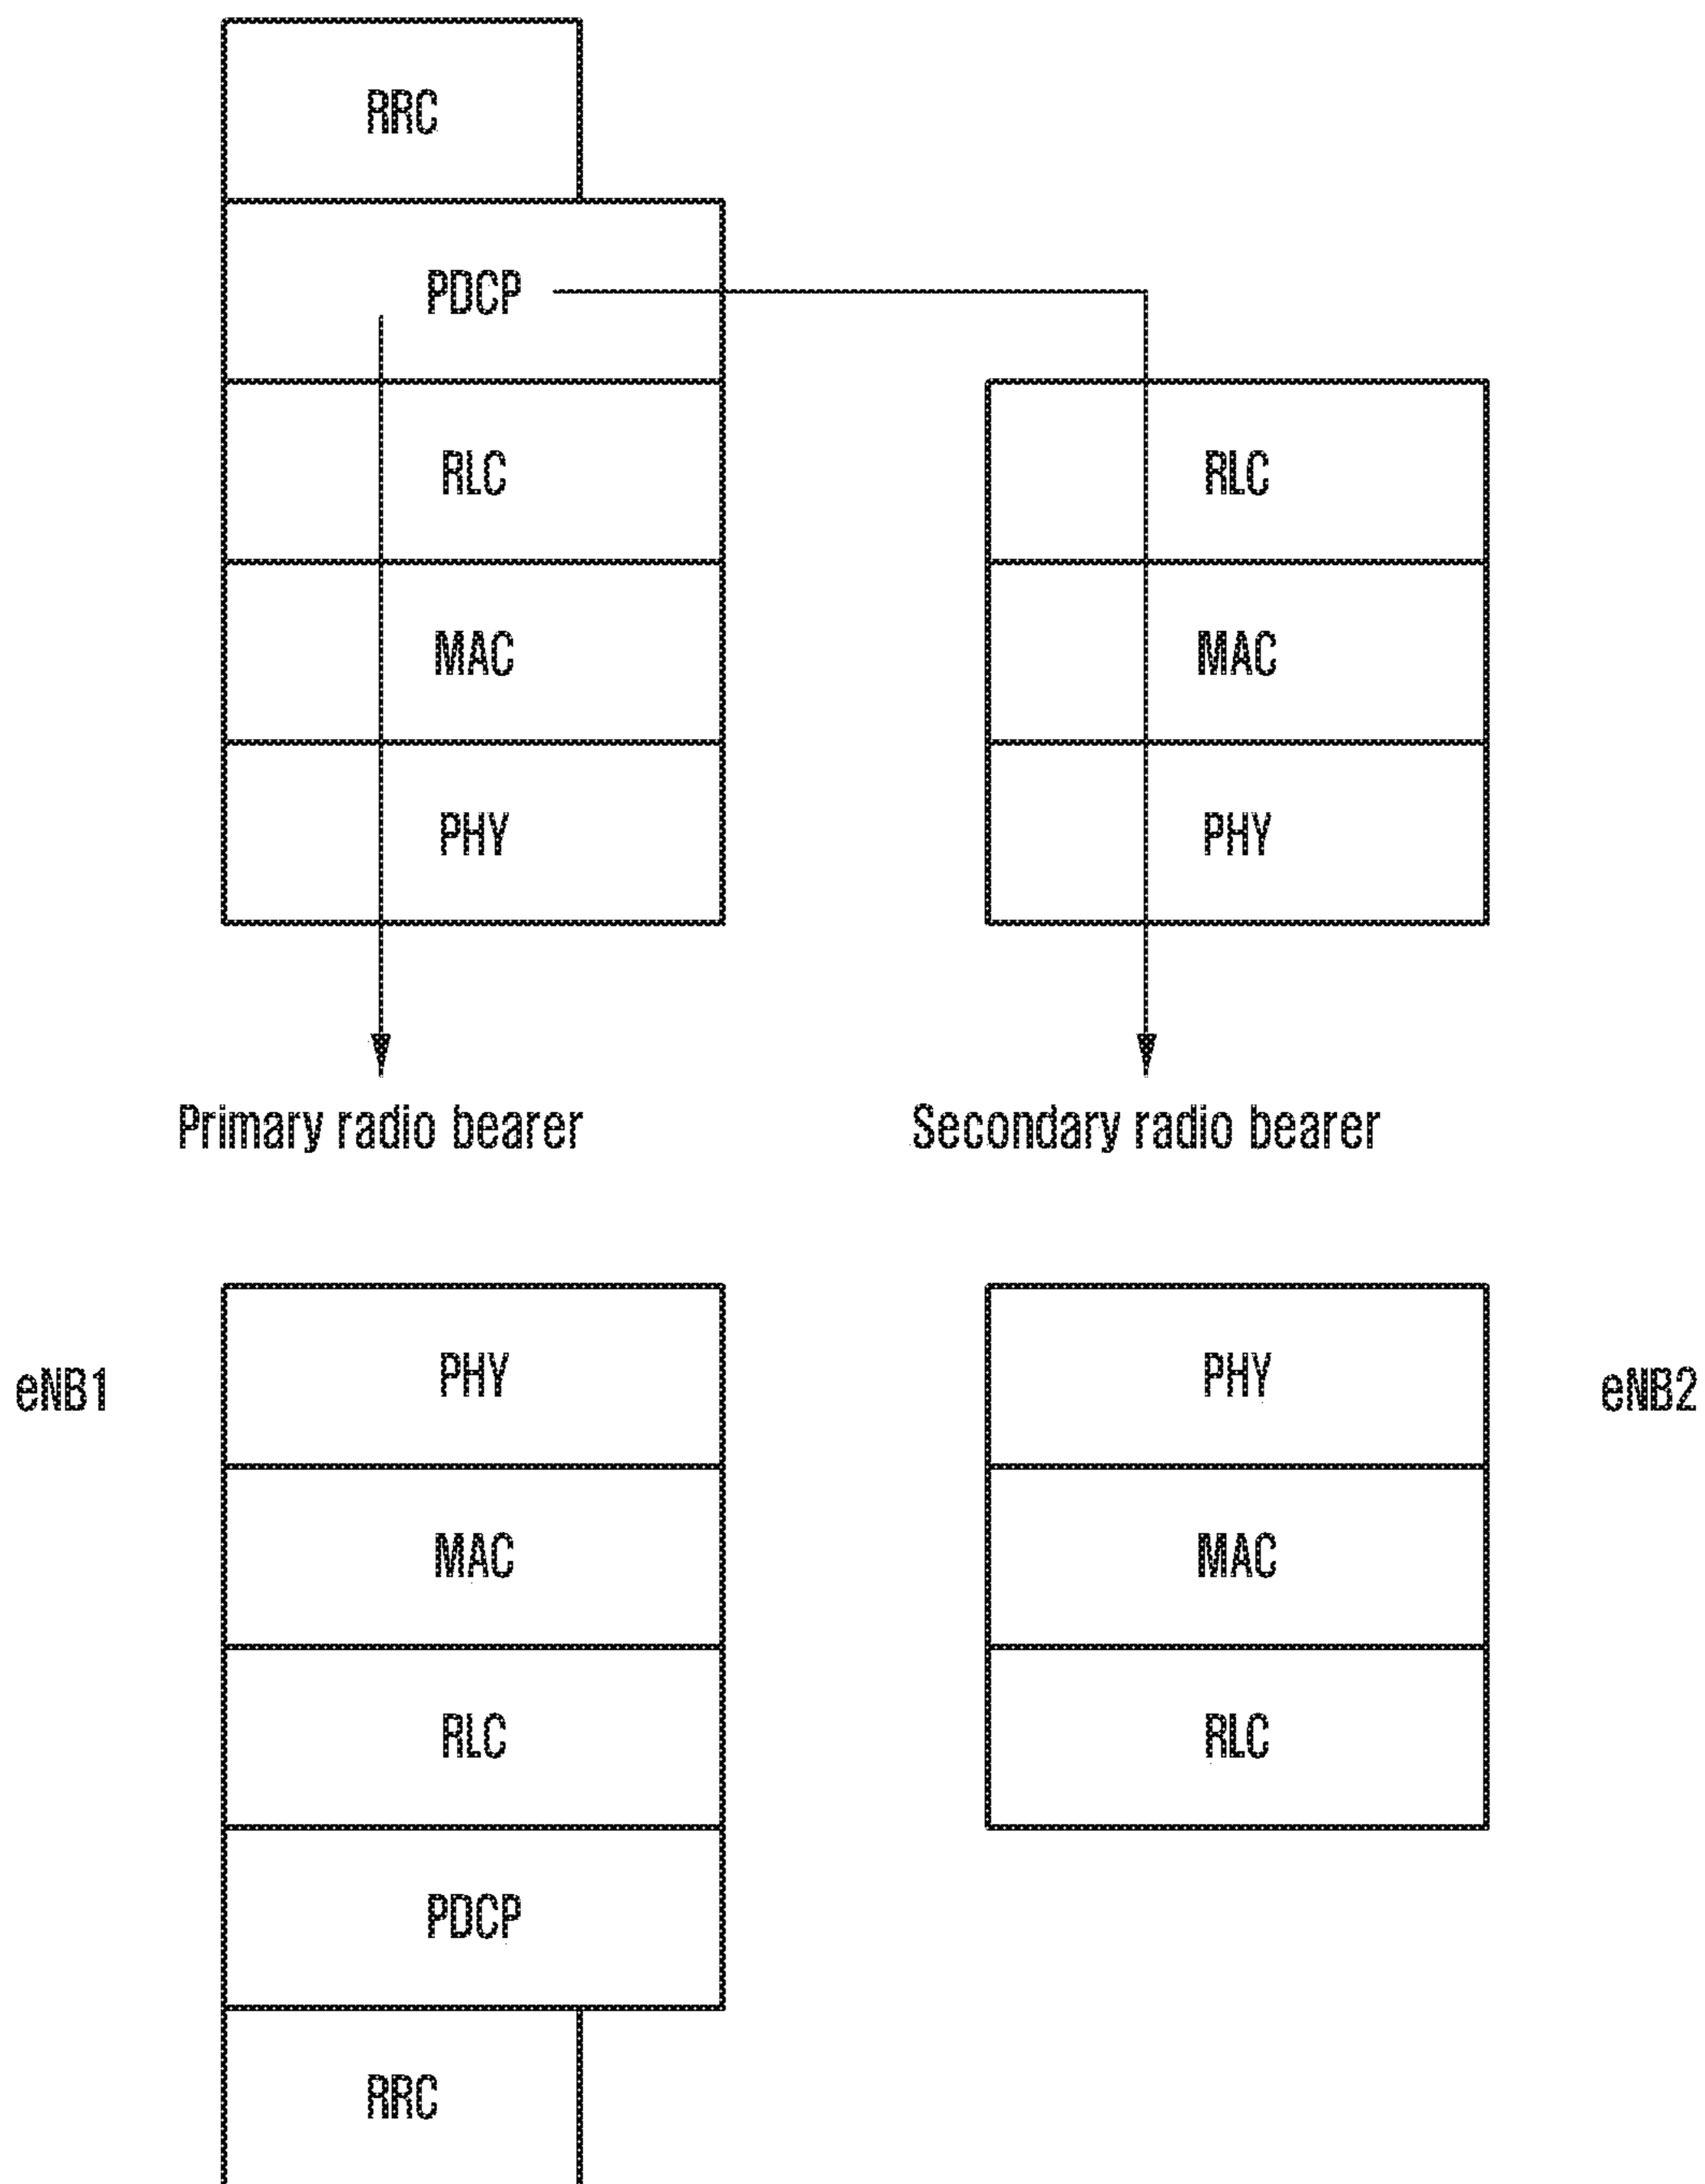 RRC
PDCP
RLC
RLC
MAC
MAC
PHY
PHY
Primary radio bearer
Secondary radio bearer
PHY
PHY
eNB1
eNB2
MAC
MAC
RLC
RLC
PDCP
RRC